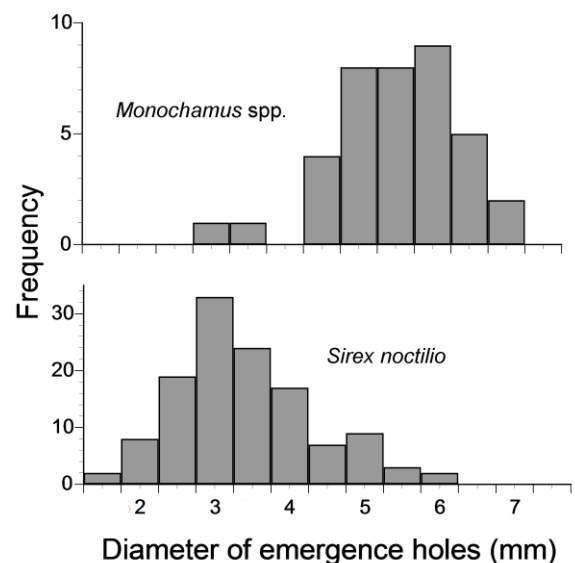 10
Monochamus spp.
5
0
Frequency
30
Sirex noctilio
20
10
0
2 3 4 5 6 7
Diameter of emergence holes (mm)